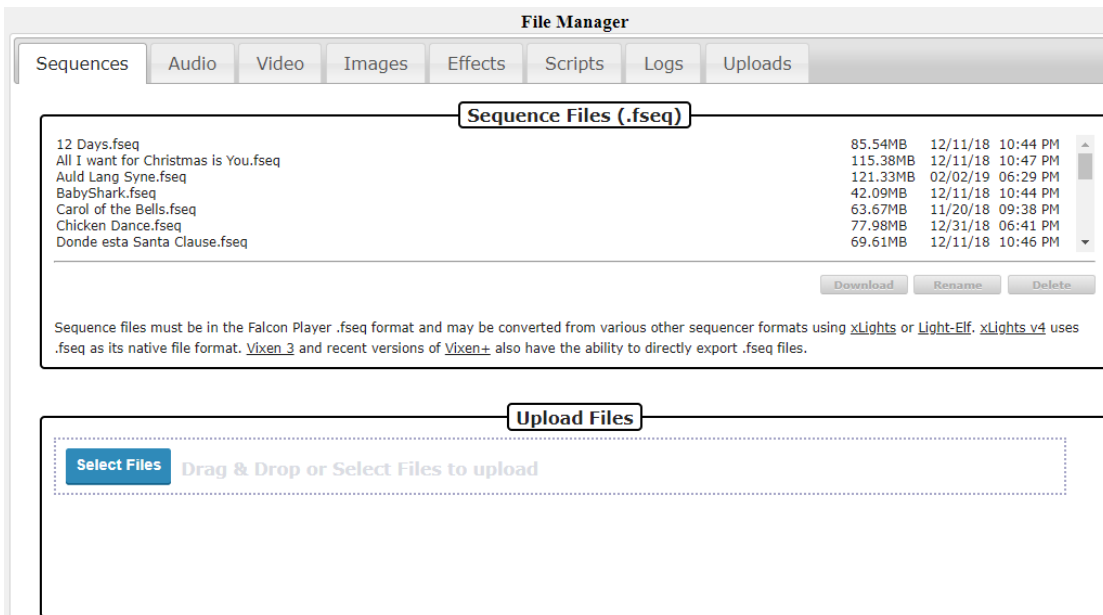 File Manager
Sequences Audio Video Images Effects Scripts Logs Uploads
Sequence Files (.fseq)
12 Days.fseq 85.54MB 12/11/18 10:44 PM
All I want for Christmas is You.fseq 115.38MB 12/11/18 10:47 PM
Auld Lang Syne.fseq 121.33MB 02/02/19 06:29 PM
BabyShark.fseq 42.09MB 12/11/18 10:44 PM
Carol of the Bells.fseq 63.67MB 11/20/18 09:38 PM
Chicken Dance.fseq 77.98MB 12/31/18 06:41 PM
Donde esta Santa Clause.fseq 69.61MB 12/11/18 10:46 PM
Download Rename Delete
Sequence files must be in the Falcon Player .fseq format and may be converted from various other sequencer formats using xLights or Light-Elf. xLights v4 uses
.fseq as its native file format. Vixen 3 and recent versions of Vixen+ also have the ability to directly export .fseq files.
Upload Files
Select Files Drag & Drop or Select Files to upload